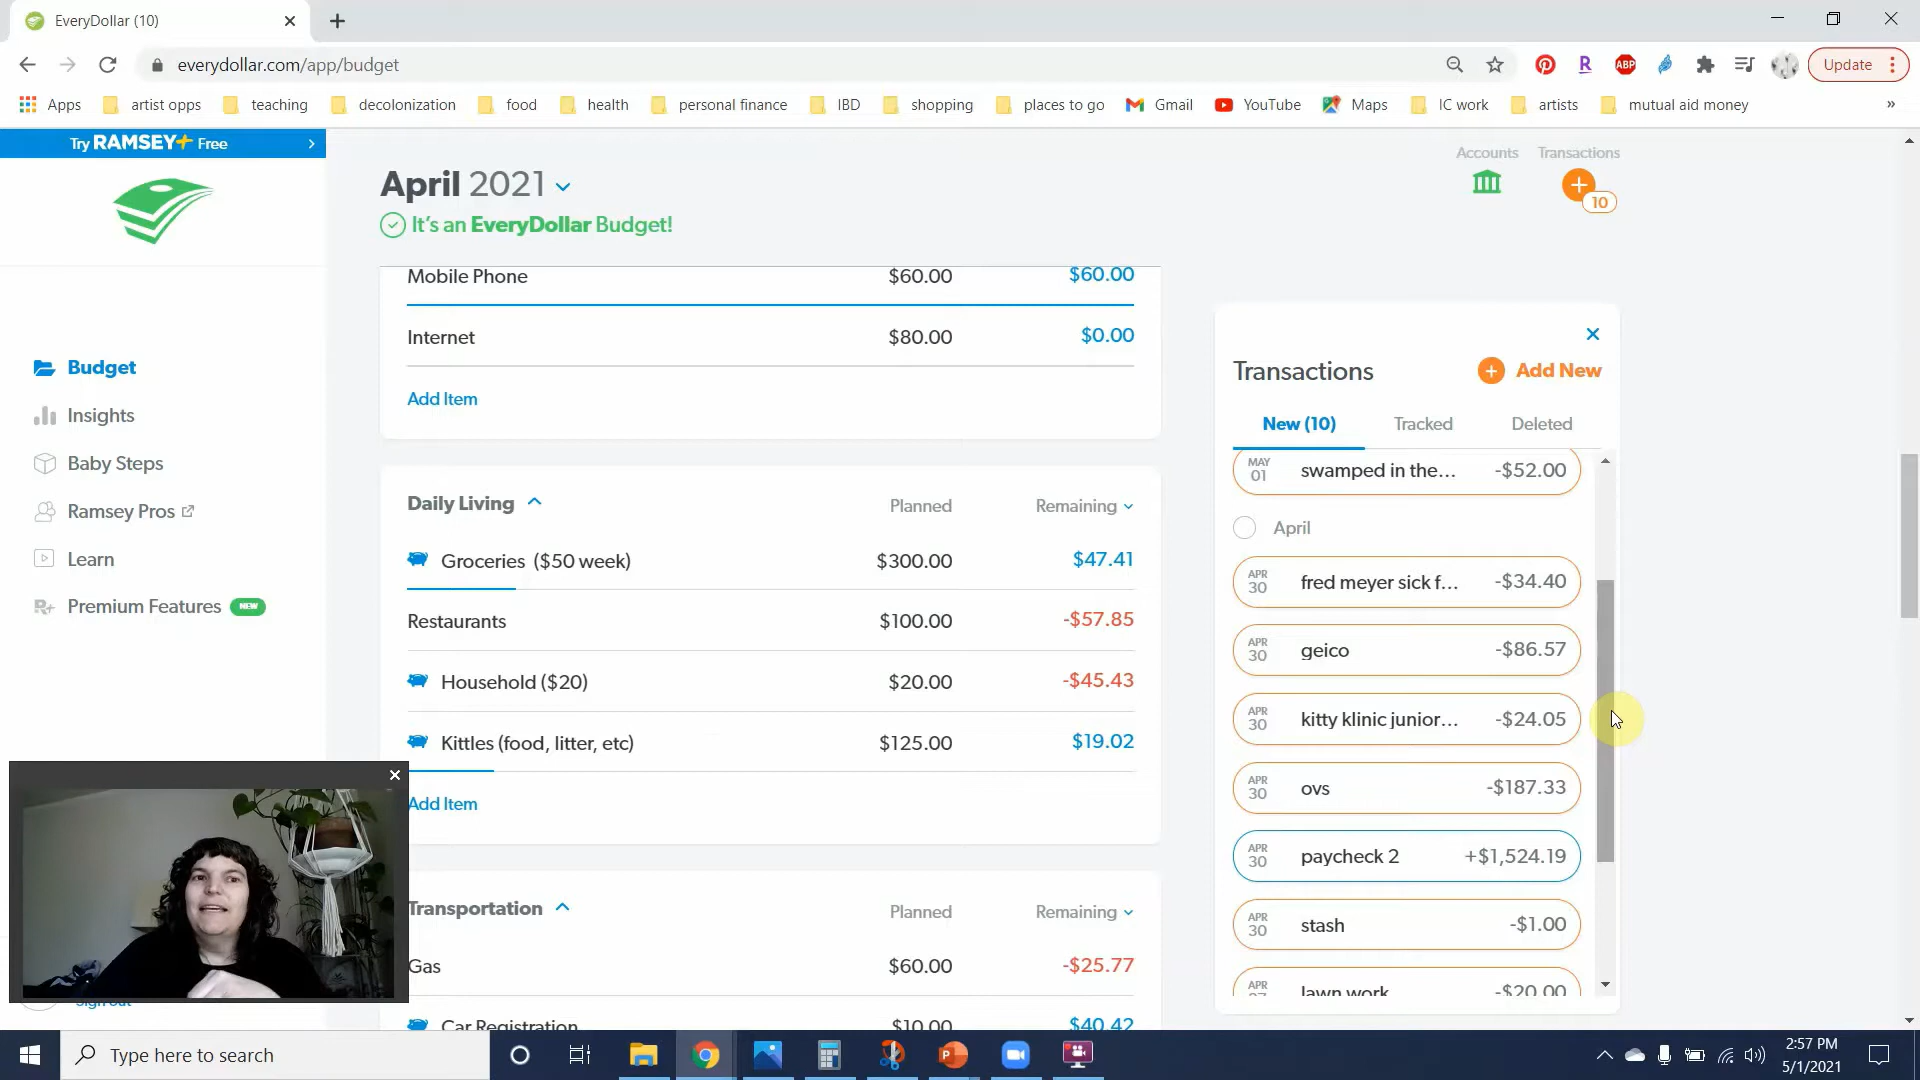 EveryDollar (10)
everydollar.com/app/budget
ABP
Update
Apps
artist opps
teaching
decolonization
food
health
personal finance
IBD
shopping
places to go
Gmail
YouTube
Maps
IC work
artists
mutual aid money
»
Try RAMSEY+ Free
Budget
Insights
Baby Steps
Ramsey Pros
Learn
R+ Premium Features NEW
April 2021
It's an EveryDollar Budget!
Accounts
Transactions
10
Mobile Phone $60.00 $60.00
Internet $80.00 $0.00
Add Item
Daily Living Planned Remaining
Groceries ($50 week) $300.00 $47.41
Restaurants $100.00 -$57.85
Household ($20) $20.00 -$45.43
Kittles (food, litter, etc) $125.00 $19.02
Add Item
Transportation Planned Remaining
Gas $60.00 -$25.77
Car Registration $10.00 $40.42
Transactions
Add New
New (10) Tracked Deleted
MAY 01 swamped in the... -$52.00
April
APR 30 fred meyer sick f... -$34.40
APR 30 geico -$86.57
APR 30 kitty klinic junior... -$24.05
APR 30 ovs -$187.33
APR 30 paycheck 2 +$1,524.19
APR 30 stash -$1.00
APR lawn work -$20.00
Sign out
Type here to search
2:57 PM
5/1/2021